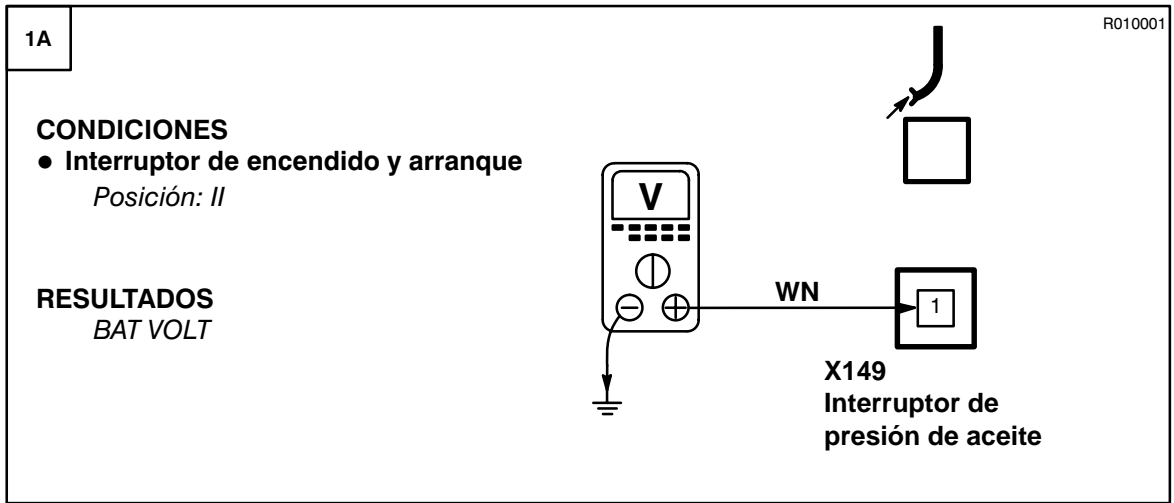 1A
R010001
CONDICIONES
● Interruptor de encendido y arranque
Posición: II
RESULTADOS
BAT VOLT
V
WN
1
X149
Interruptor de
presión de aceite